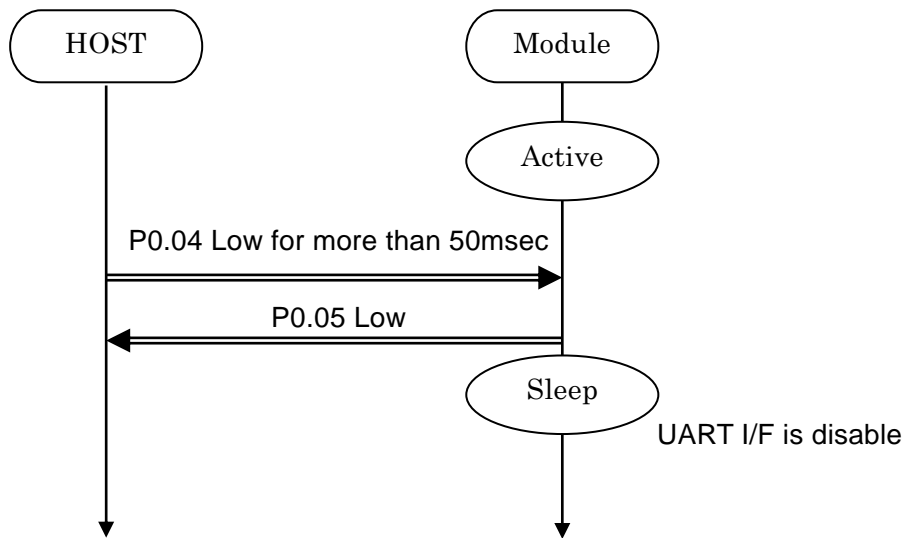 HOST
Module
Active
P0.04 Low for more than 50msec
P0.05 Low
Sleep
UART I/F is disable